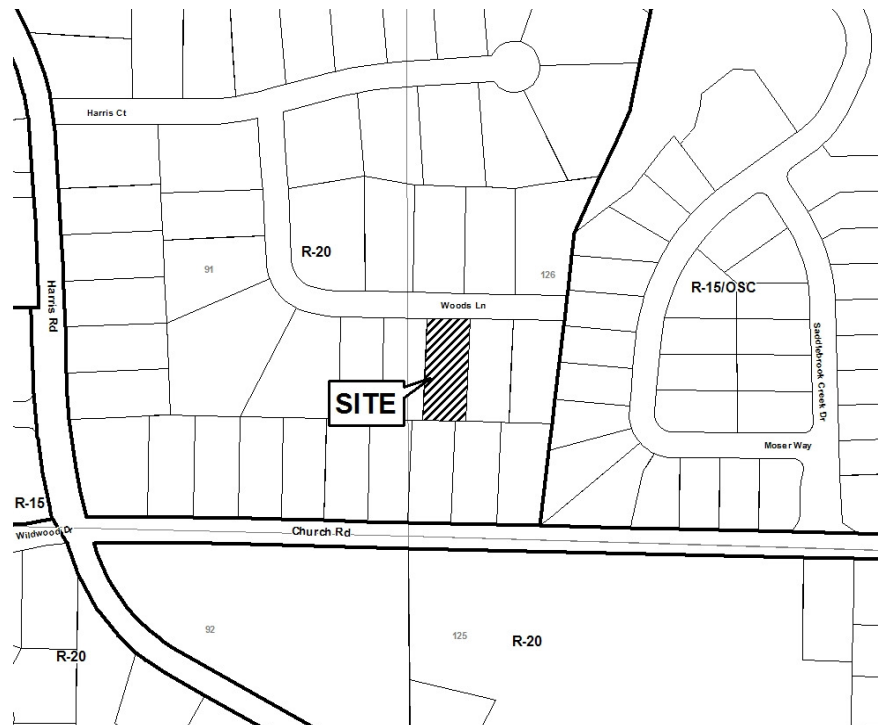 Harris Ct
R-20
91
126
R-15/OSC
Harris Rd
Woods Ln
Saddlebrook Creek Dr
SITE
Moser Way
R-15
Wildwood Dr
Church Rd
92
125
R-20
R-20